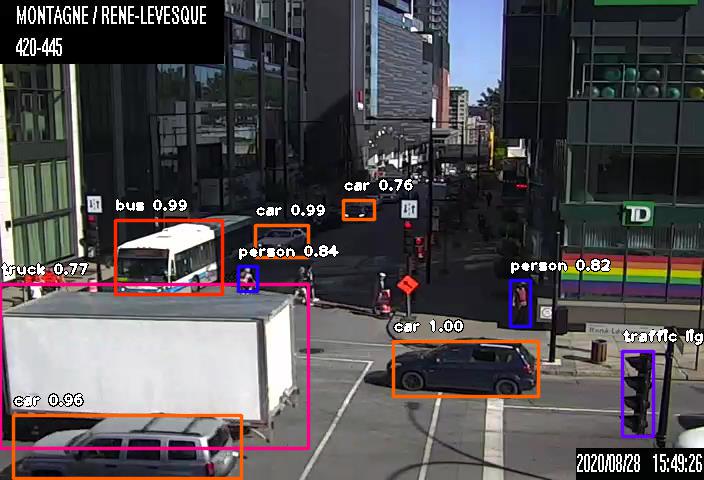 MONTAGNE / RENE-LEVESQUE
420-445
car 0.76
bus 0.99
car 0.99
TD
person 0.84
truck 0.77
person 0.82
car 1.00
René-Lé
traffic lig
car 0.96
2020/08/28 15:49:26